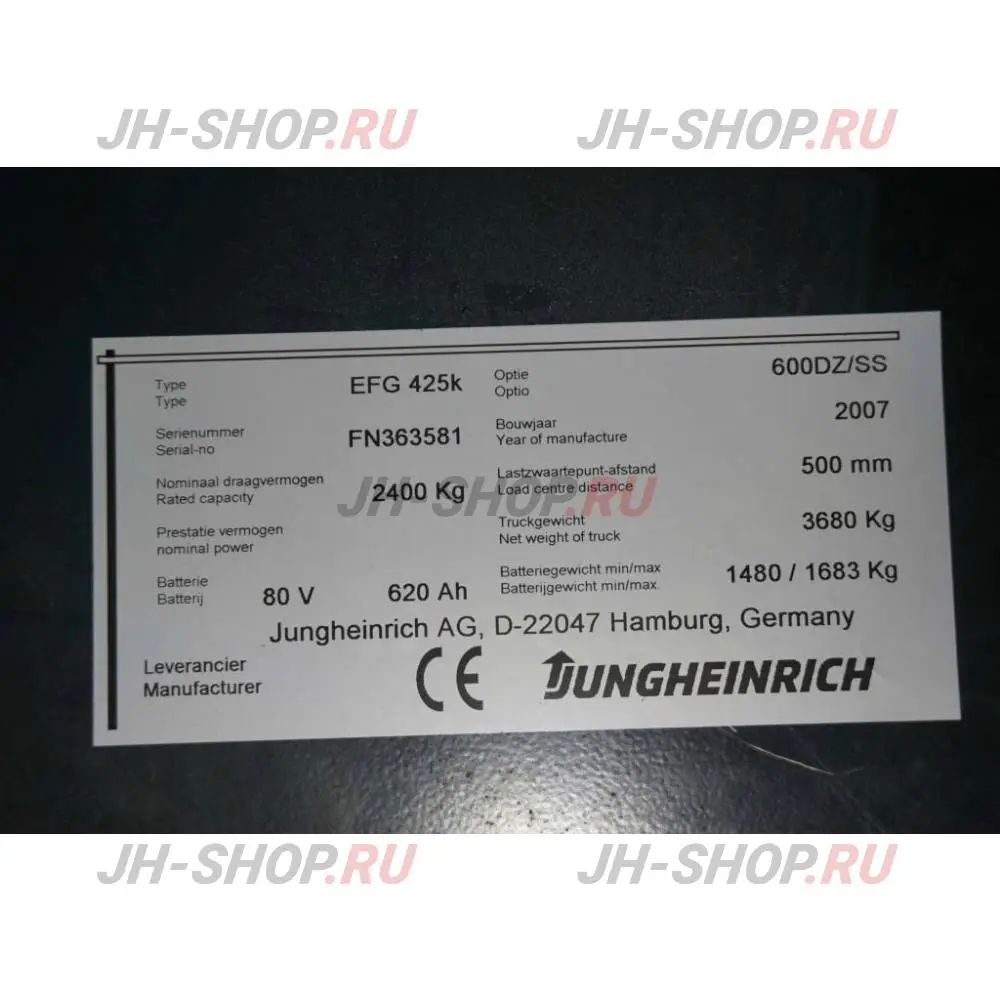 JH-SHOP.RU JH-SHOP.RU
Type EFG 425k Optie 600DZ/SS
Type Optio
Serienummer FN363581 Bouwjaar 2007
Serial-no Year of manufacture
Nominaal draagvermogen 2400 Kg Lastzwaartepunt-afstand 500 mm
Rated capacity Load centre distance
JH-SHOP.RU
Prestatie vermogen Truckgewicht 3680 Kg
nominal power Net weight of truck
Batterie 80 V 620 Ah Batteriegewicht min/max 1480 / 1683 Kg
Batterij Batterijgewicht min/max.
Jungheinrich AG, D-22047 Hamburg, Germany
Leverancier CE JUNGHEINRICH
Manufacturer
JH-SHOP.RU JH-SHOP.RU